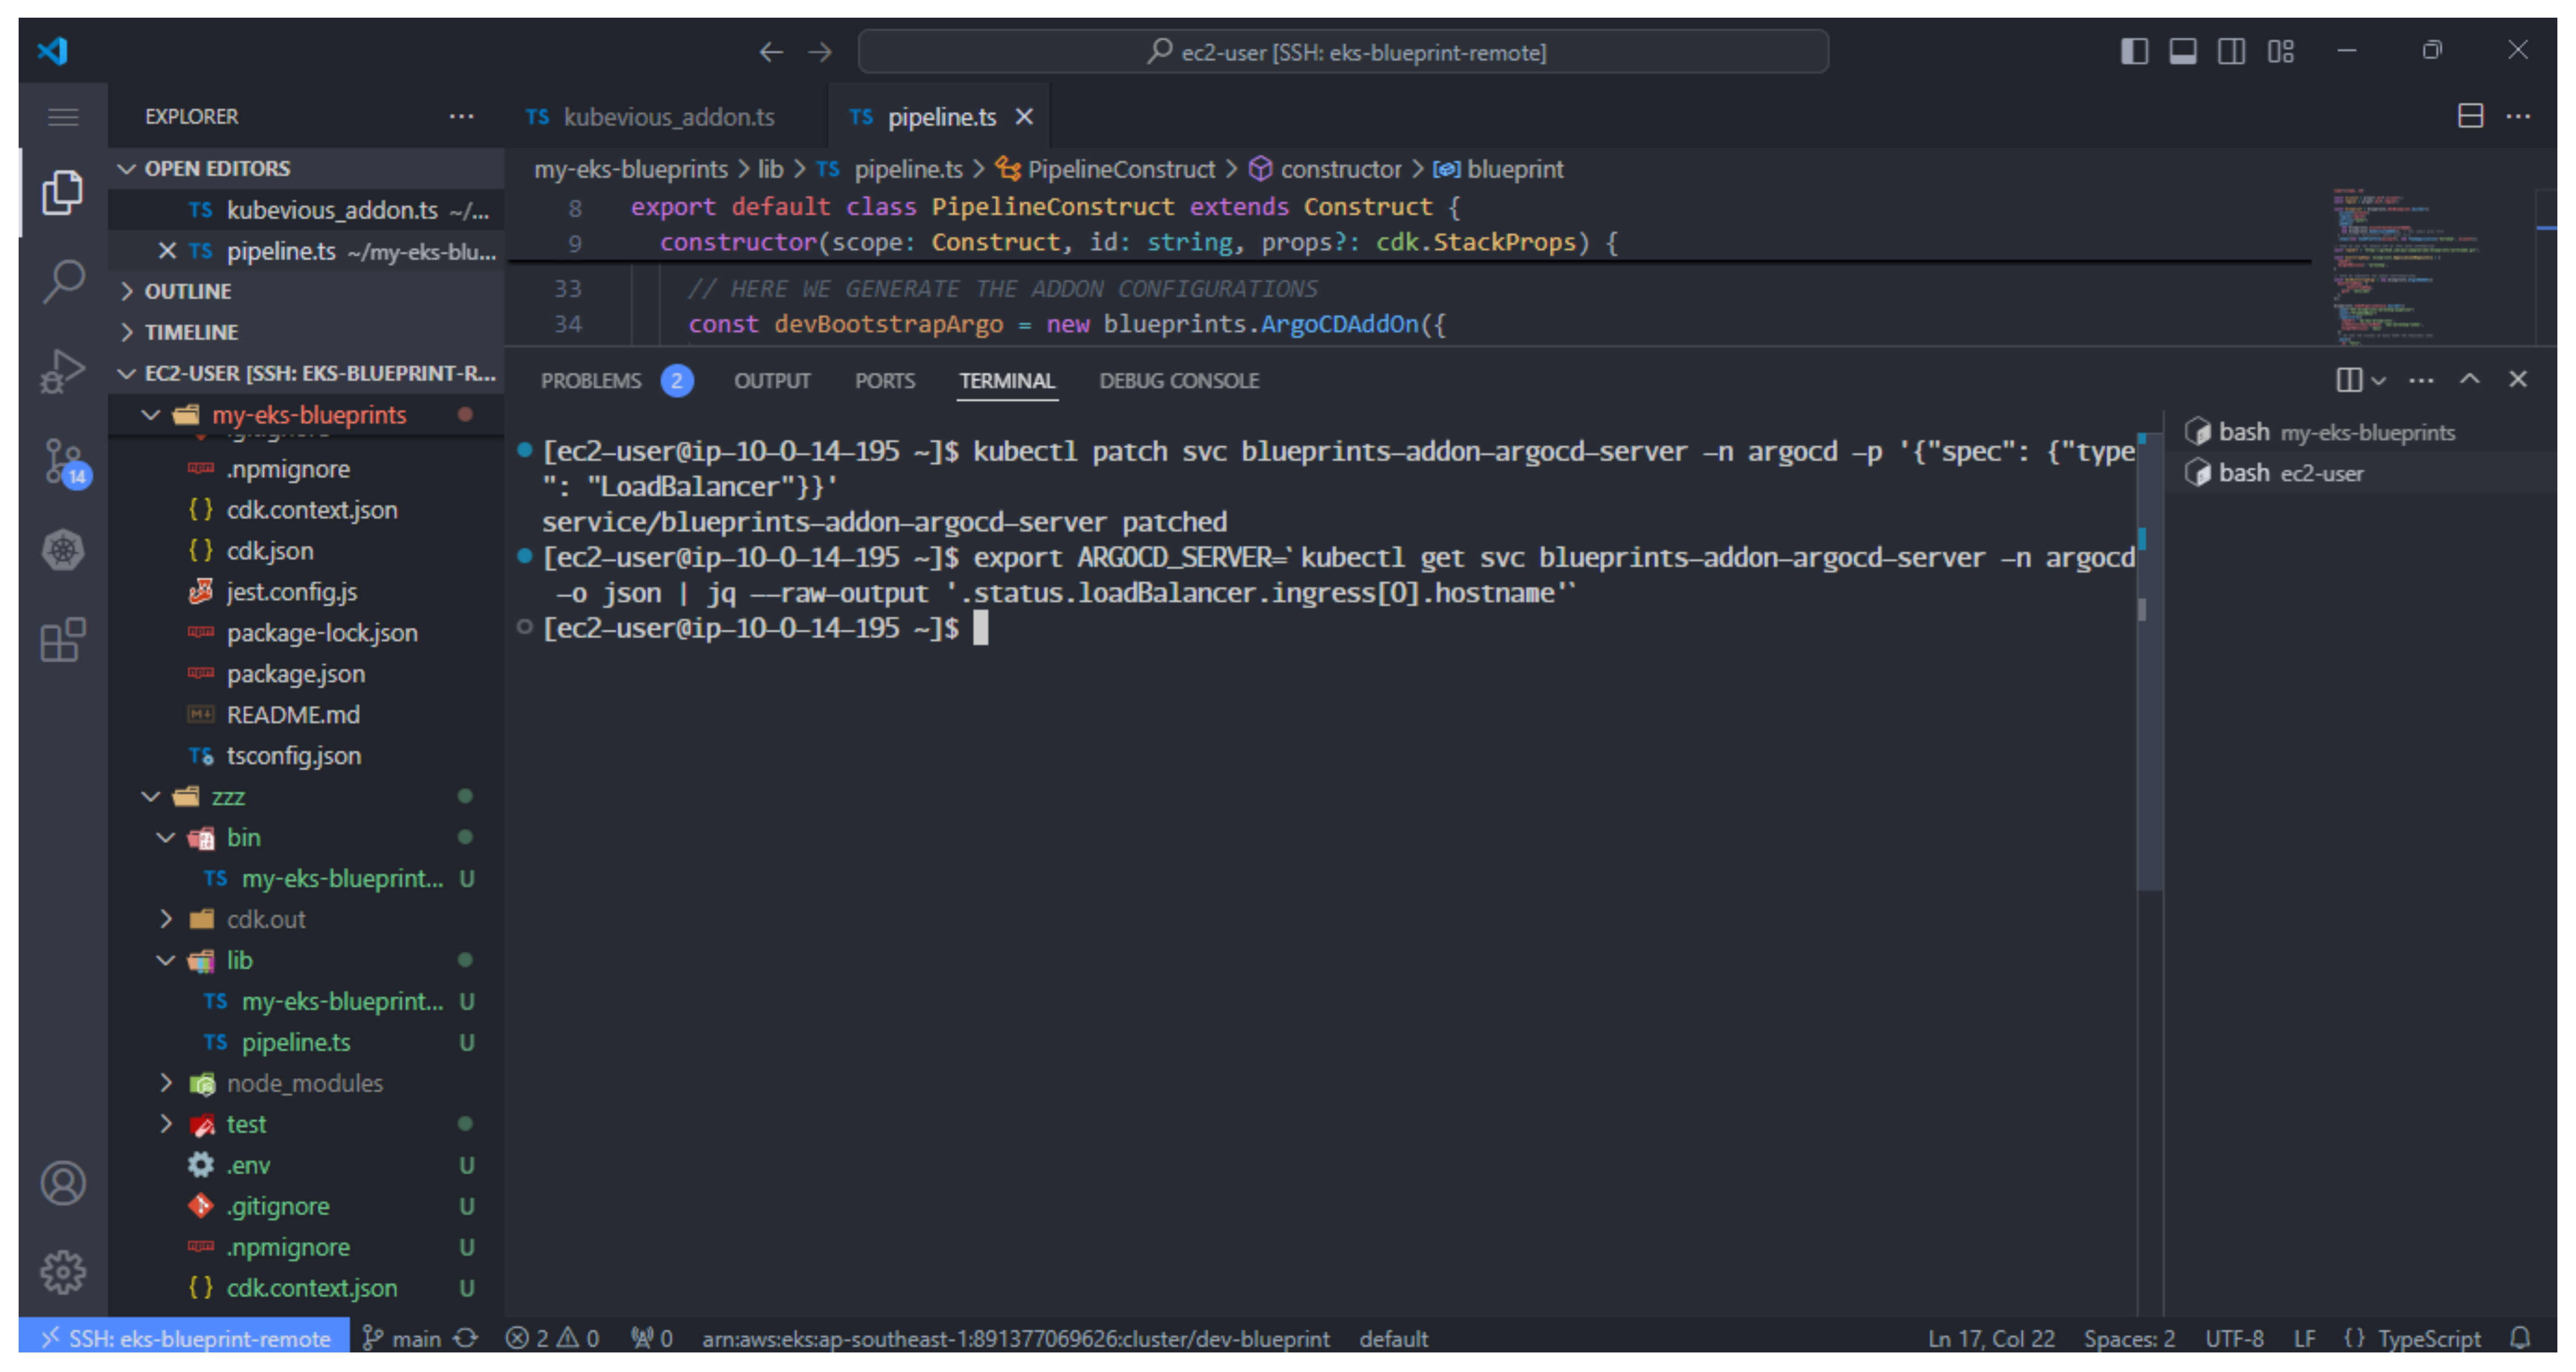 ec2-user [SSH: eks-blueprint-remote]
EXPLORER
TS kubevious_addon.ts
TS pipeline.ts
OPEN EDITORS
TS kubevious_addon.ts ~/...
TS pipeline.ts ~/my-eks-blu...
OUTLINE
TIMELINE
EC2-USER [SSH: EKS-BLUEPRINT-R...
my-eks-blueprints
.npmignore
{ } cdk.context.json
{ } cdk.json
jest.config.js
package-lock.json
package.json
README.md
TS tsconfig.json
zzz
bin
TS my-eks-blueprint... U
cdk.out
lib
TS my-eks-blueprint... U
TS pipeline.ts U
node_modules
test
.env U
.gitignore U
.npmignore U
{ } cdk.context.json U
14
my-eks-blueprints > lib > TS pipeline.ts > PipelineConstruct > constructor > blueprint
8 export default class PipelineConstruct extends Construct {
9 constructor(scope: Construct, id: string, props?: cdk.StackProps) {
33 // HERE WE GENERATE THE ADDON CONFIGURATIONS
34 const devBootstrapArgo = new blueprints.ArgoCDAddOn({
PROBLEMS 2 OUTPUT PORTS TERMINAL DEBUG CONSOLE
[ec2-user@ip-10-0-14-195 ~]$ kubectl patch svc blueprints-addon-argocd-server -n argocd -p '{"spec": {"type
": "LoadBalancer"}}'
service/blueprints-addon-argocd-server patched
[ec2-user@ip-10-0-14-195 ~]$ export ARGOCD_SERVER=`kubectl get svc blueprints-addon-argocd-server -n argocd
-o json | jq --raw-output '.status.loadBalancer.ingress[0].hostname'`
[ec2-user@ip-10-0-14-195 ~]$
bash my-eks-blueprints
bash ec2-user
SSH: eks-blueprint-remote main 2 0 0 arn:aws:eks:ap-southeast-1:891377069626:cluster/dev-blueprint default Ln 17, Col 22 Spaces: 2 UTF-8 LF { } TypeScript